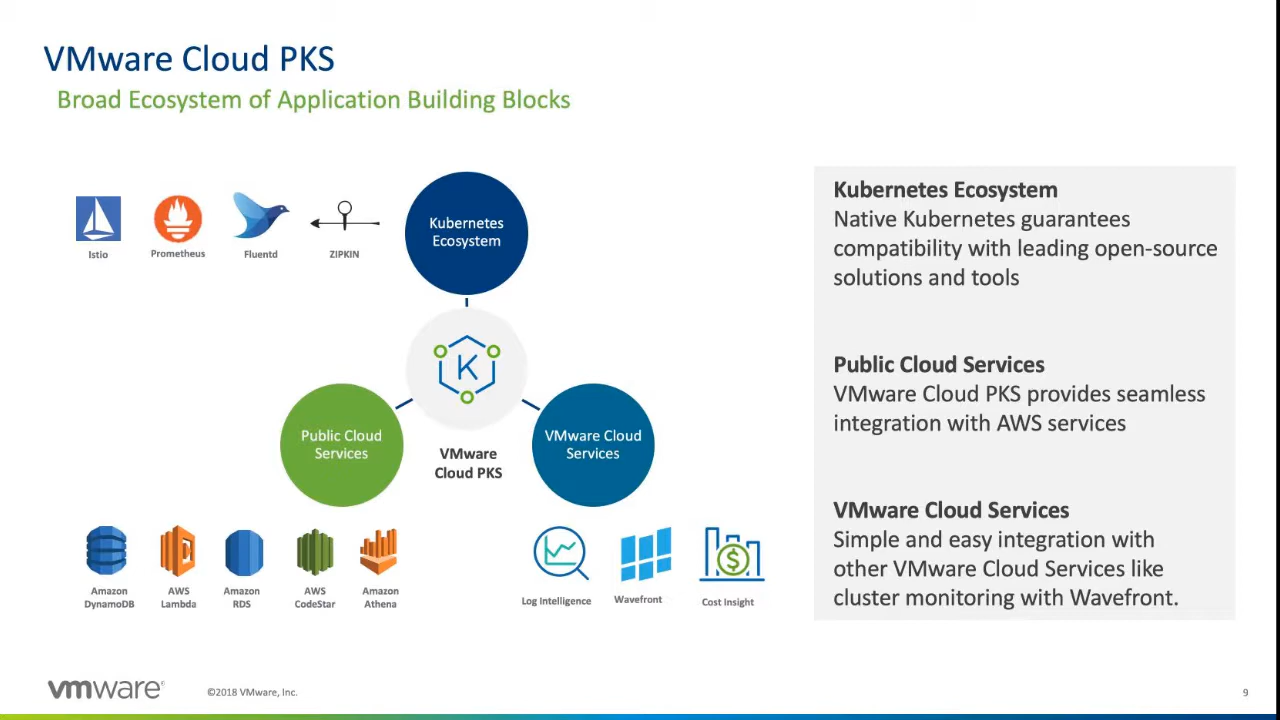 VMware Cloud PKS
Broad Ecosystem of Application Building Blocks
Istio
Prometheus
Fluentd
ZIPKIN
Kubernetes
Ecosystem
K
Public Cloud
Services
VMware
Cloud PKS
VMware Cloud
Services
Amazon
DynamoDB
AWS
Lambda
Amazon
RDS
AWS
CodeStar
Amazon
Athena
Log Intelligence
Wavefront
$
Cost Insight
Kubernetes Ecosystem
Native Kubernetes guarantees
compatibility with leading open-source
solutions and tools
Public Cloud Services
VMware Cloud PKS provides seamless
integration with AWS services
VMware Cloud Services
Simple and easy integration with
other VMware Cloud Services like
cluster monitoring with Wavefront.
vmware
©2018 VMware, Inc.
9